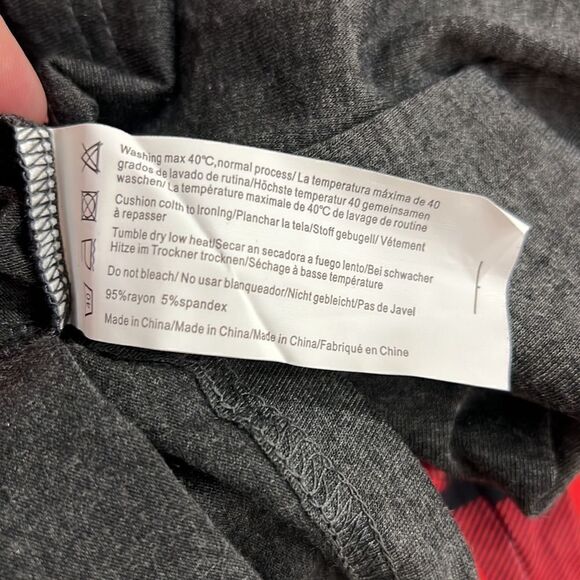 Washing max 40℃,normal process/ La temperatura máxima de 40
grados de lavado de rutina/Höchste temperatur 40 gemeinsamen
waschen/ La température maximale de 40℃ de lavage de routine
Cushion colth to Ironing/Planchar la tela/Stoff gebugell/ Vêtement
à repasser
Tumble dry low heat/Secar en secadora a fuego lento/Bei schwacher
Hitze im Trockner trocknen/Séchage à basse température
Do not bleach/ No usar blanqueador/Nicht gebleicht/Pas de Javel
95%rayon 5%spandex
Made in China/Made in China/Made in China/Fabriqué en Chine
40